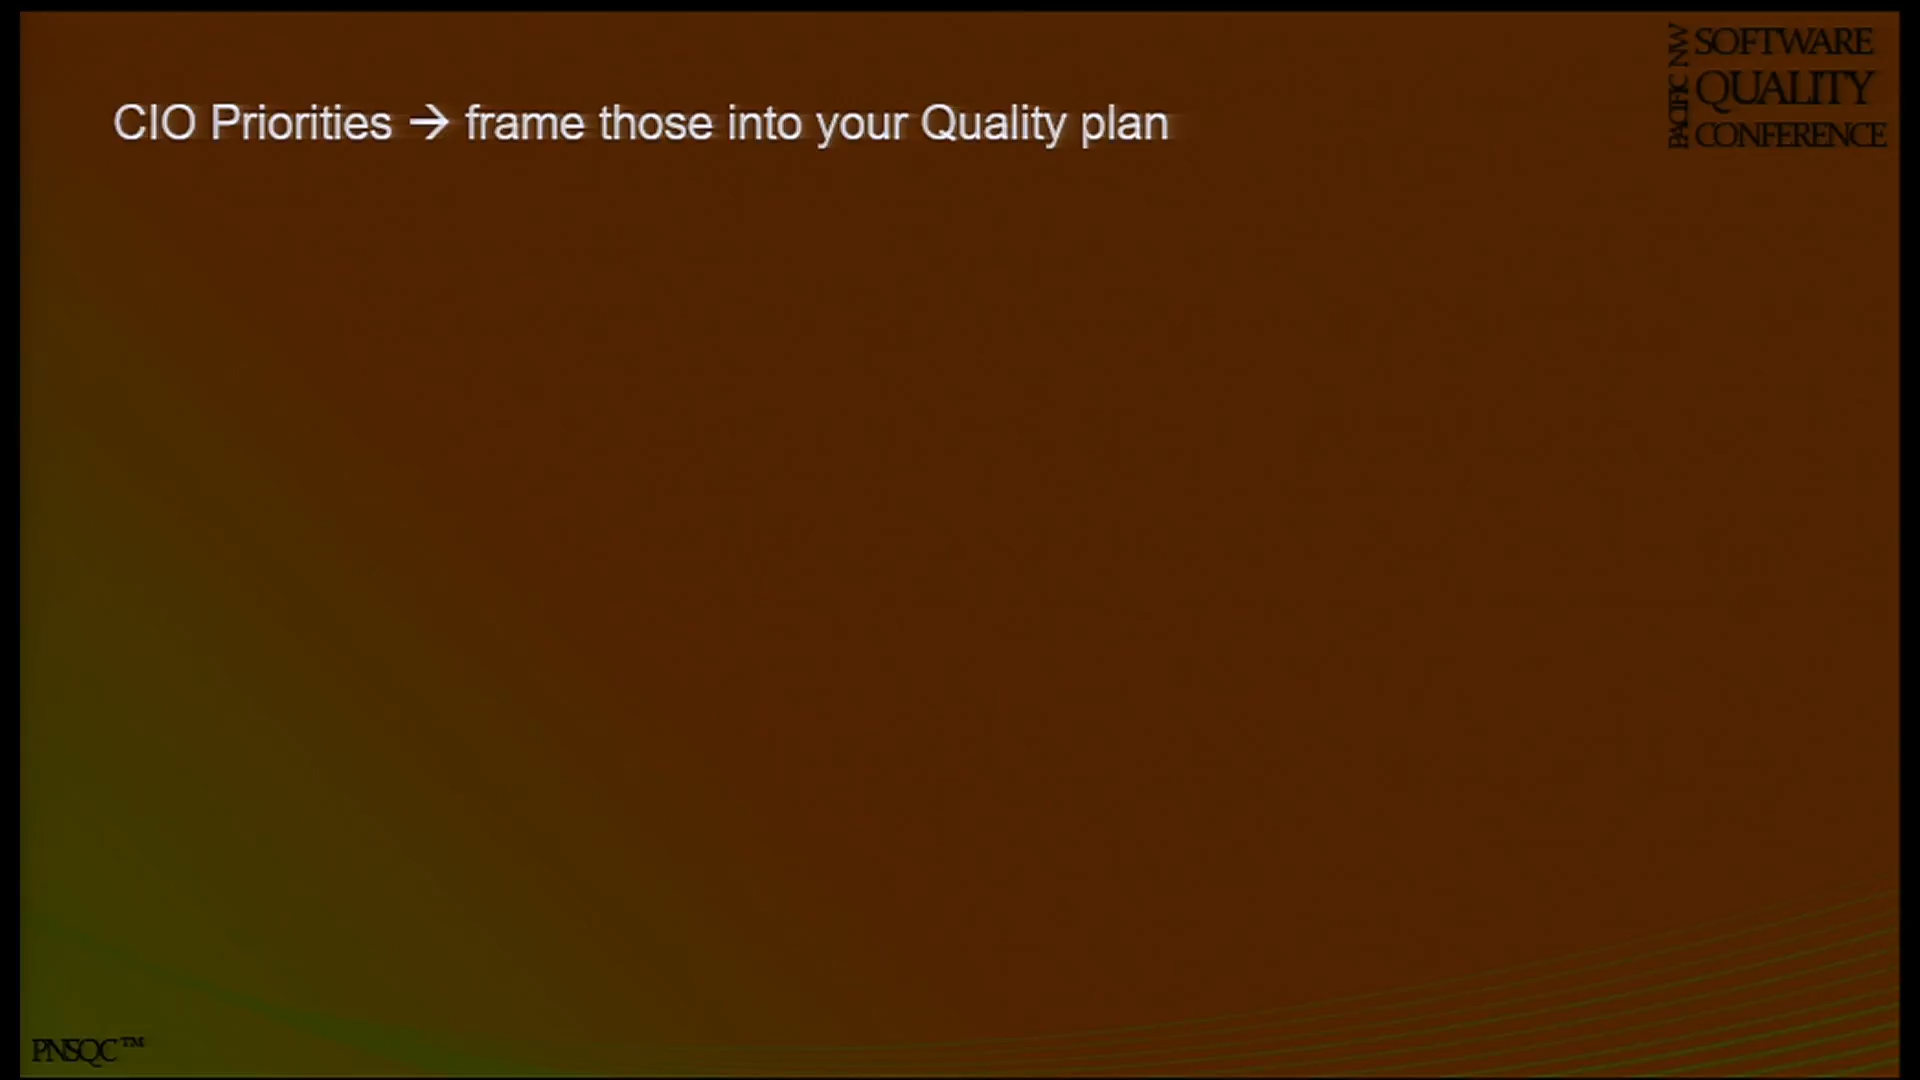 CIO Priorities → frame those into your Quality plan
PACIFIC NW
SOFTWARE
QUALITY
CONFERENCE
PNSQC™